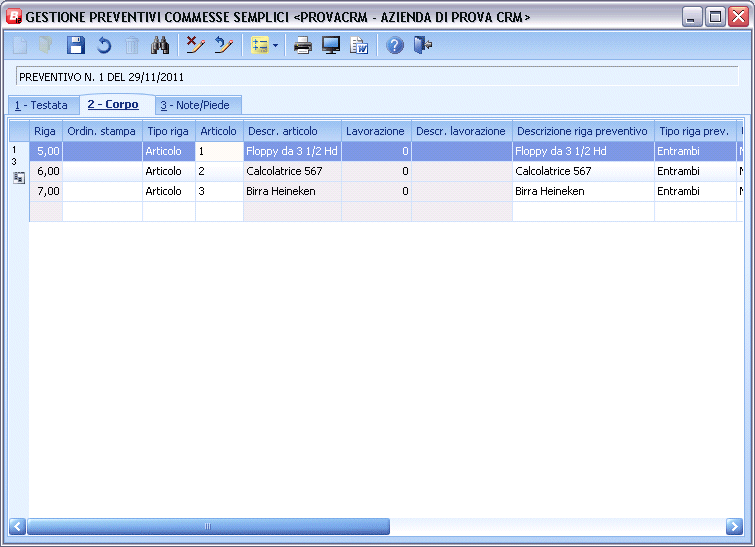 GESTIONE PREVENTIVI COMMESSE SEMPLICI <PROVACRM - AZIENDA DI PROVA CRM>
PREVENTIVO N. 1 DEL 29/11/2011
1 - Testata 2 - Corpo 3 - Note/Piede
Riga Ordin. stampa Tipo riga Articolo Descr. articolo Lavorazione Descr. lavorazione Descrizione riga preventivo Tipo riga prev.
1
3
5,00 Articolo 1 Floppy da 3 1/2 Hd 0 Floppy da 3 1/2 Hd Entrambi
6,00 Articolo 2 Calcolatrice 567 0 Calcolatrice 567 Entrambi
7,00 Articolo 3 Birra Heineken 0 Birra Heineken Entrambi